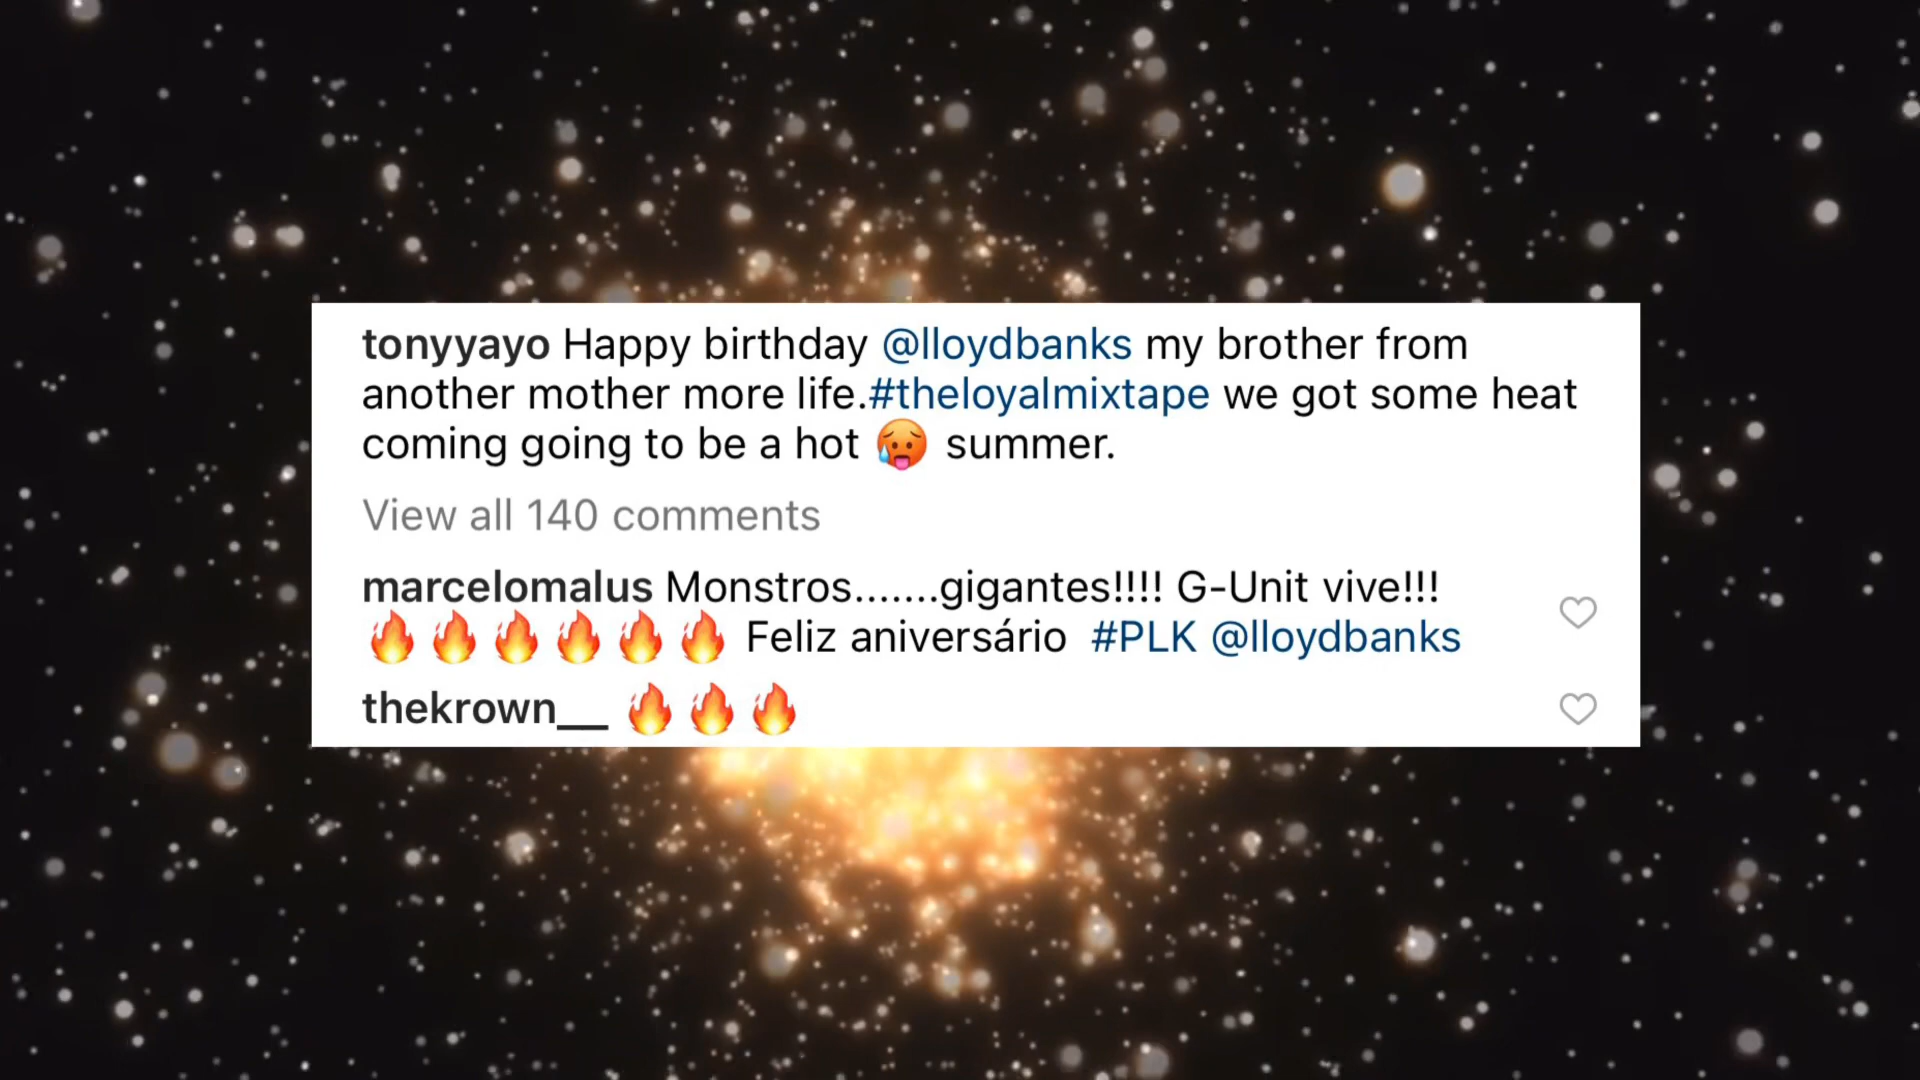 tonyyayo Happy birthday @lloydbanks my brother from
another mother more life.#theloyalmixtape we got some heat
coming going to be a hot 🥵 summer.
View all 140 comments
marcelomalus Monstros.......gigantes!!!! G-Unit vive!!!
🔥🔥🔥🔥🔥🔥 Feliz aniversário #PLK @lloydbanks
thekrown__ 🔥🔥🔥